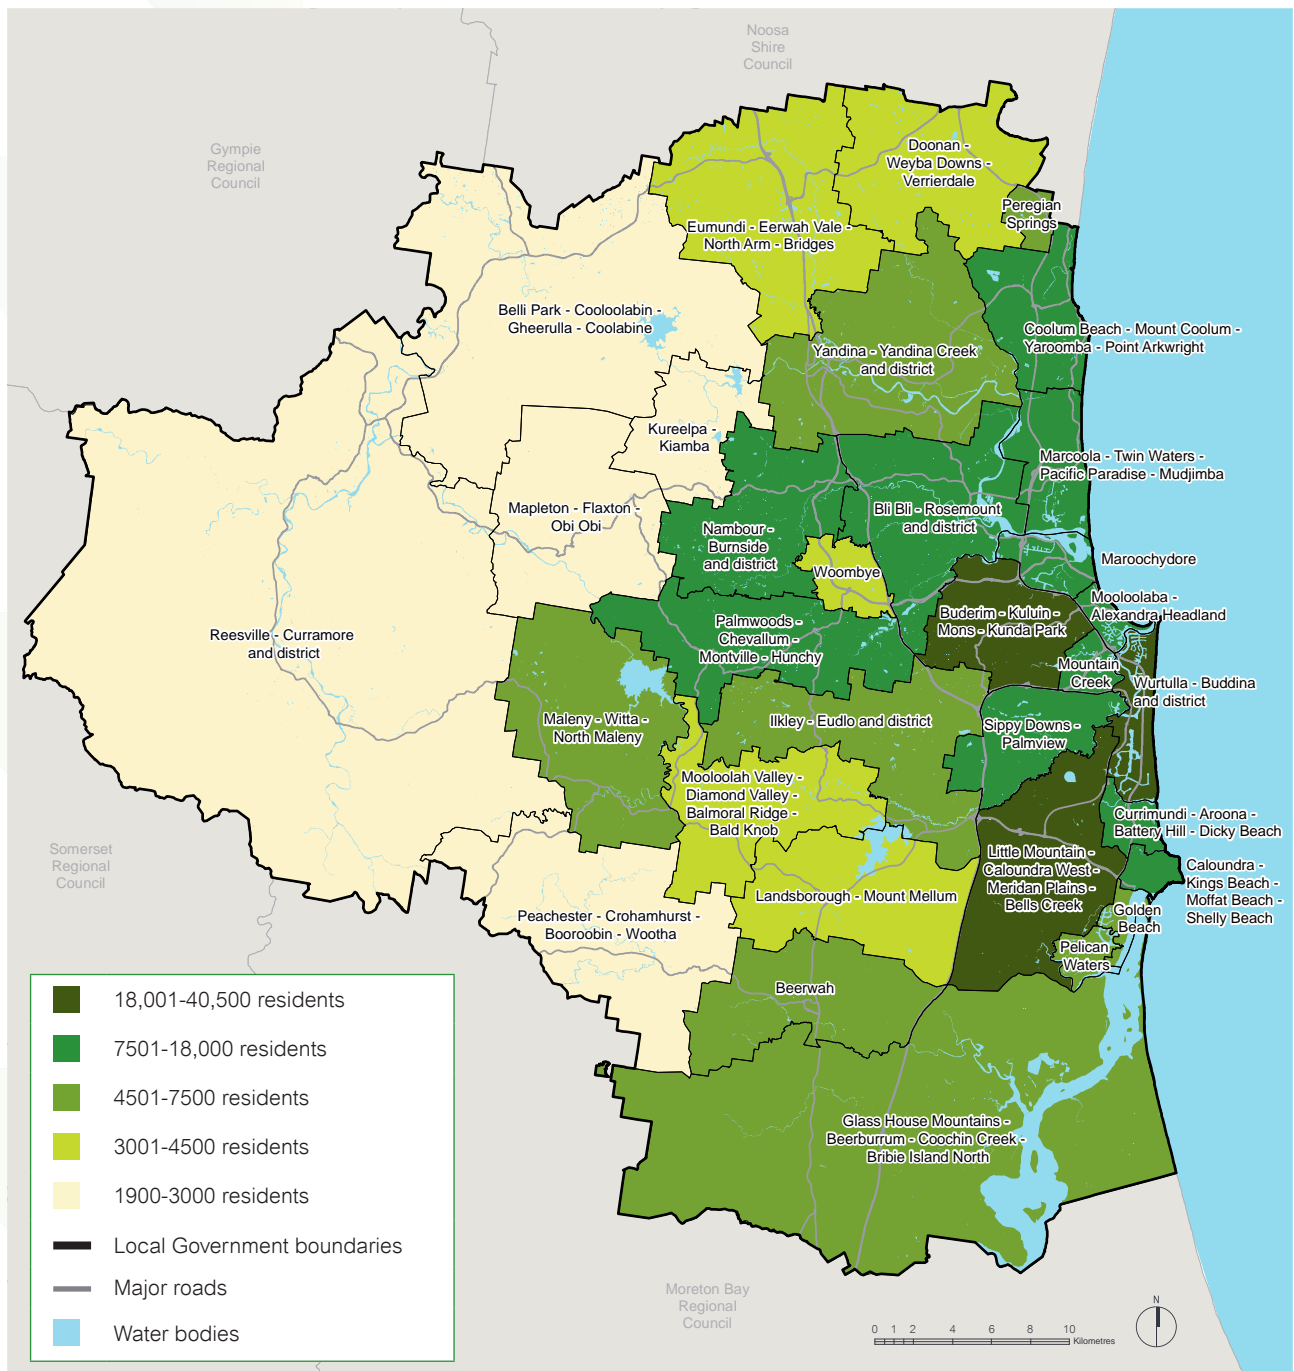 Noosa
Shire
Council
Gympie
Regional
Council
Doonan -
Weyba Downs -
Verrierdale
Peregian
Springs
Eumundi - Eerwah Vale -
North Arm - Bridges
Belli Park - Cooloolabin -
Gheerulla - Coolabine
Coolum Beach - Mount Coolum -
Yaroomba - Point Arkwright
Yandina - Yandina Creek
and district
Kureelpa -
Kiamba
Marcoola - Twin Waters -
Pacific Paradise - Mudjimba
Mapleton - Flaxton -
Obi Obi
Bli Bli - Rosemount
and district
Nambour -
Burnside
and district
Woombye
Maroochydore
Mooloolaba -
Alexandra Headland
Buderim - Kuluin -
Mons - Kunda Park
Reesville - Curramore
and district
Palmwoods -
Chevallum -
Montville - Hunchy
Mountain
Creek
Wurtulla - Buddina
and district
Maleny - Witta -
North Maleny
Ilkley - Eudlo and district
Sippy Downs -
Palmview
Mooloolah Valley -
Diamond Valley -
Balmoral Ridge -
Bald Knob
Currimundi - Aroona -
Battery Hill - Dicky Beach
Somerset
Regional
Council
Little Mountain -
Caloundra West -
Meridan Plains -
Bells Creek
Caloundra -
Kings Beach -
Moffat Beach -
Shelly Beach
Landsborough - Mount Mellum
Golden
Beach
Peachester - Crohamhurst -
Booroobin - Wootha
Pelican
Waters
Beerwah
Glass House Mountains -
Beerburrum - Coochin Creek -
Bribie Island North
Moreton Bay
Regional
Council
18,001-40,500 residents
7501-18,000 residents
4501-7500 residents
3001-4500 residents
1900-3000 residents
Local Government boundaries
Major roads
Water bodies
N
0 1 2 4 6 8 10
Kilometres